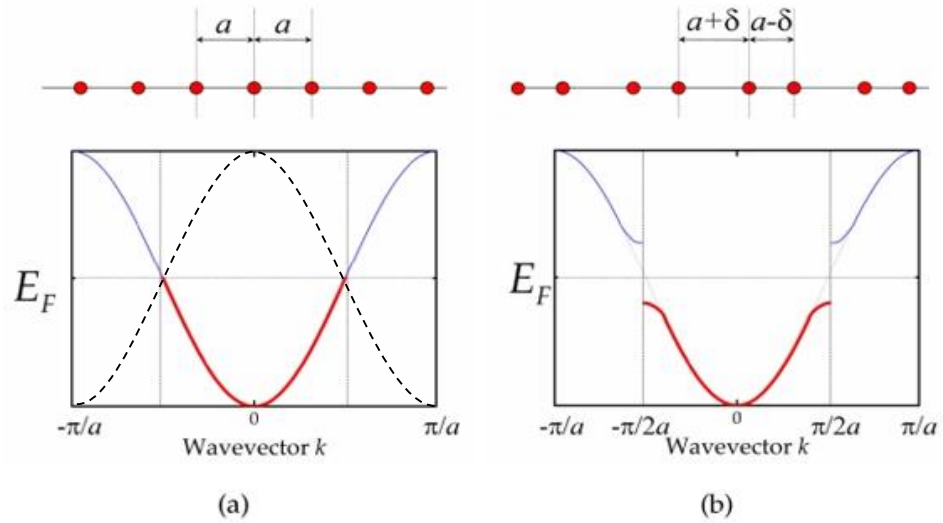 a a
a+δ a-δ
E_F
-π/a 0 π/a
Wavevector k
E_F
-π/a -π/2a 0 π/2a π/a
Wavevector k
(a)
(b)